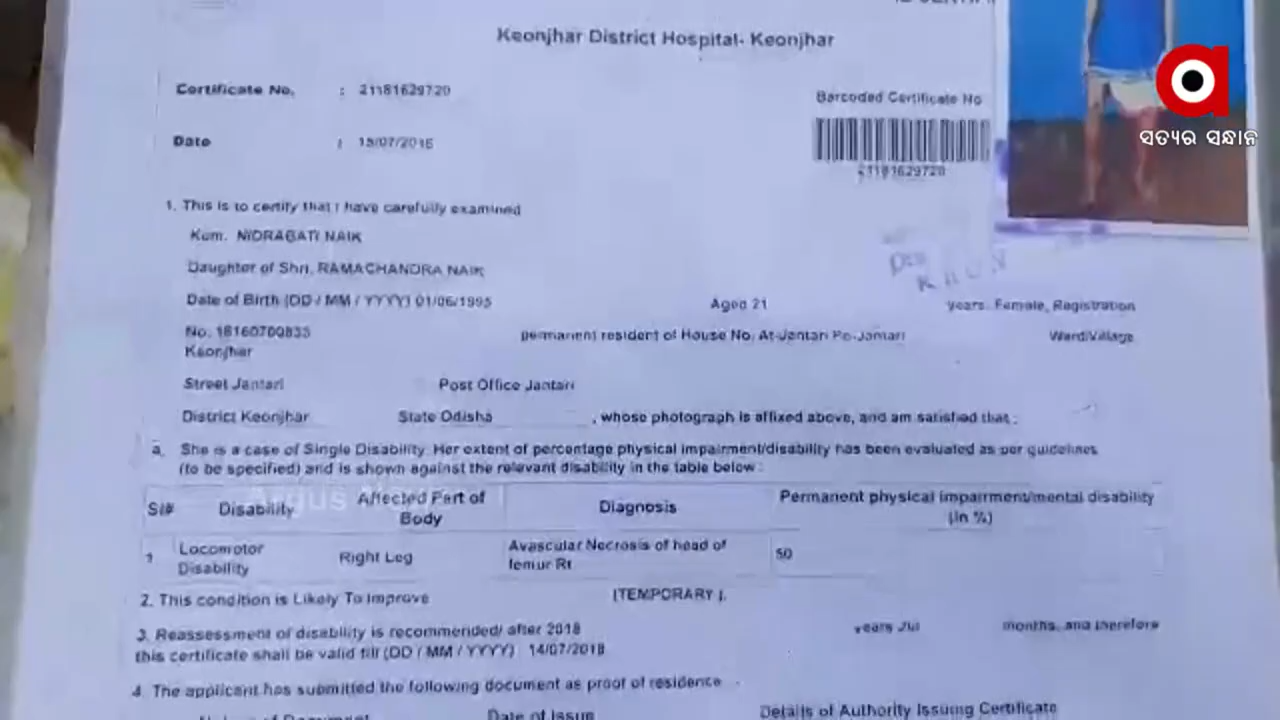 Keonjhar District Hospital- Keonjhar
Certificate No. : 21181629720
Barcoded Certificate No
ସତ୍ୟର ସନ୍ଧାନ
Date : 15/07/2016
21181629720
1. This is to certify that I have carefully examined
Kum. NIDRABATI NAIK
Daughter of Shri. RAMACHANDRA NAIK
Date of Birth (DD / MM / YYYY) 01/06/1995 Aged 21 years. Female, Registration
No. 18160700833 permanent resident of House No. At-Jantari Po-Jantari Ward/Village
Keonjhar
Street Jantari Post Office Jantari
District Keonjhar State Odisha , whose photograph is affixed above, and am satisfied that :
a. She is a case of Single Disability. Her extent of percentage physical impairment/disability has been evaluated as per guidelines
(to be specified) and is shown against the relevant disability in the table below :
Sl# Disability Affected Part of Body Diagnosis Permanent physical impairment/mental disability (in %)
1 Locomotor Disability Right Leg Avascular Necrosis of head of femur Rt 50
2. This condition is Likely To Improve [TEMPORARY ].
3. Reassessment of disability is recommended/ after 2018 years Jul months, and therefore
this certificate shall be valid till (DD / MM / YYYY) 14/07/2018
4. The applicant has submitted the following document as proof of residence
Date of Issue Details of Authority Issuing Certificate